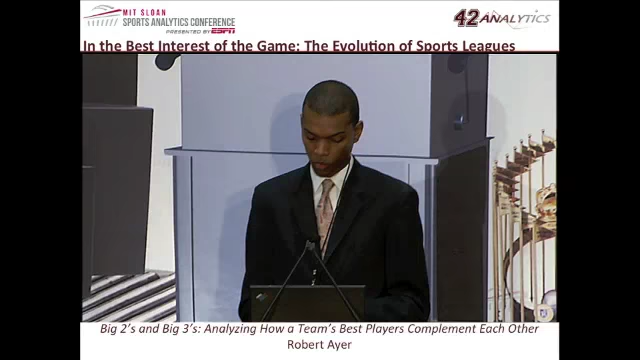 MIT SLOAN
SPORTS ANALYTICS CONFERENCE
PRESENTED BY ESPN
42 ANALYTICS
In the Best Interest of the Game: The Evolution of Sports Leagues
Big 2's and Big 3's: Analyzing How a Team's Best Players Complement Each Other
Robert Ayer